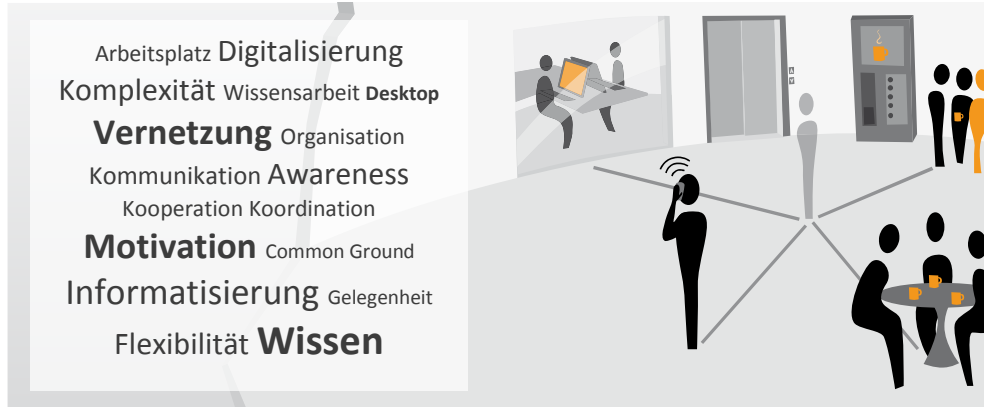 Arbeitsplatz Digitalisierung
Komplexität Wissensarbeit Desktop
Vernetzung Organisation
Kommunikation Awareness
Kooperation Koordination
Motivation Common Ground
Informatisierung Gelegenheit
Flexibilität Wissen